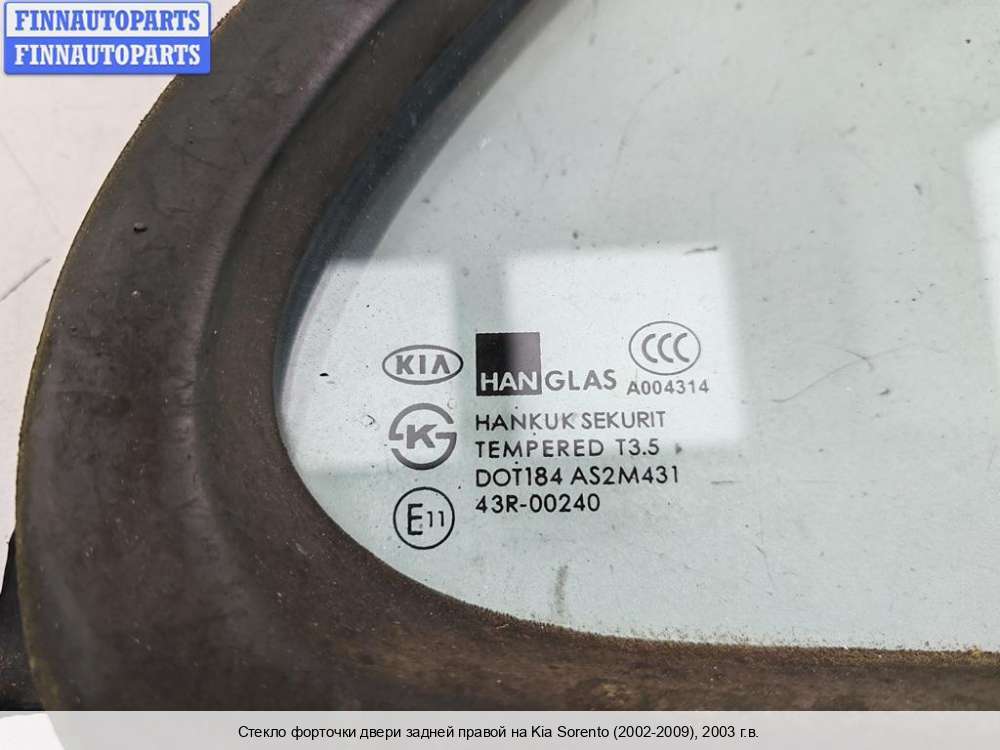 FINNAUTOPARTS
FINNAUTOPARTS
KIA
HANGLAS
CCC
A004314
HANKUK SEKURIT
TEMPERED T3.5
DOT184 AS2M431
43R-00240
K
E11
Стекло форточки двери задней правой на Kia Sorento (2002-2009), 2003 г.в.